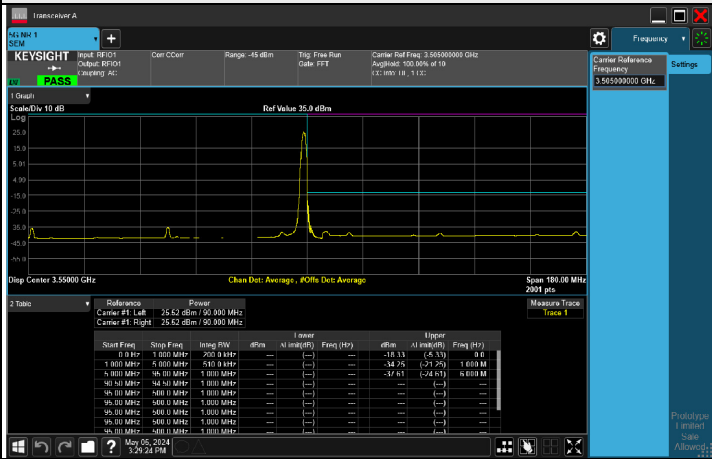 Transceiver A
5G NR 1
SEM
Frequency
KEYSIGHT
Input: RFIO1
Output: RFIO1
Coupling: AC
Corr CCorr
Range: -45 dBm
Trig: Free Run
Gate: FFT
Carrier Ref Freq: 3.505000000 GHz
Avg|Hold: 100.00% of 10
PASS
Carrier Reference
Frequency
3.505000000 GHz
Settings
1 Graph
Scale/Div 10 dB
Ref Value 35.0 dBm
Log
25.0
15.0
5.00
-15.0
-25.0
-35.0
-45.0
-55.0
Disp Center 3.55000 GHz
Chan Det: Average , #Offs Det: Average
Span 180.00 MHz
2001 pts
2 Table
Reference Power
Carrier #1: Left 25.52 dBm / 90.000 MHz
Carrier #1: Right 25.52 dBm / 90.000 MHz
Measure Trace
Trace 1
Lower Upper
Start Freq Stop Freq Integ BW dBm ΔLimit(dB) Freq (Hz) dBm ΔLimit(dB) Freq (Hz)
0.0 Hz 1.000 MHz 200.0 kHz --- (---) --- -18.33 (-5.33) 0.0
1.000 MHz 5.000 MHz 510.0 kHz --- (---) --- -34.25 (-21.25) 1.000 M
5.000 MHz 95.00 MHz 1.000 MHz --- (---) --- -37.61 (-24.61) 6.000 M
90.50 MHz 94.50 MHz 1.000 MHz --- (---) --- --- (---) ---
95.00 MHz 500.0 MHz 1.000 MHz --- (---) --- --- (---) ---
95.00 MHz 500.0 MHz 1.000 MHz --- (---) --- --- (---) ---
95.00 MHz 500.0 MHz 1.000 MHz --- (---) --- --- (---) ---
95.00 MHz 500.0 MHz 1.000 MHz --- (---) --- --- (---) ---
May 06, 2024
3:29:24 PM
Prototype
Limited
Sale
Allowed